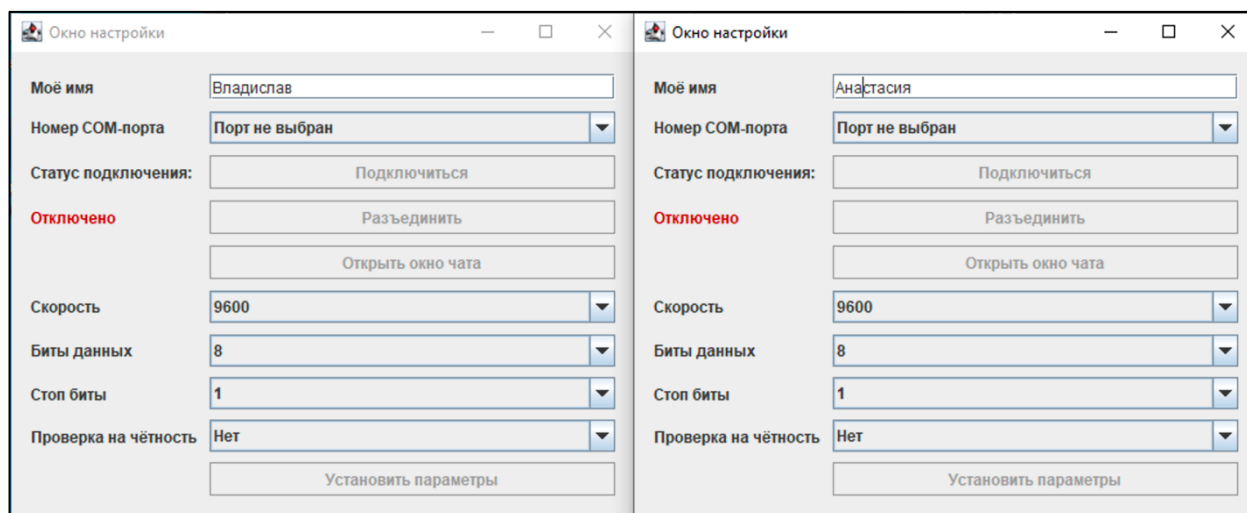 Окно настройки
Моё имя Владислав
Номер COM-порта Порт не выбран
Статус подключения: Подключиться
Отключено Разъединить
Открыть окно чата
Скорость 9600
Биты данных 8
Стоп биты 1
Проверка на чётность Нет
Установить параметры
Окно настройки
Моё имя Анастасия
Номер COM-порта Порт не выбран
Статус подключения: Подключиться
Отключено Разъединить
Открыть окно чата
Скорость 9600
Биты данных 8
Стоп биты 1
Проверка на чётность Нет
Установить параметры